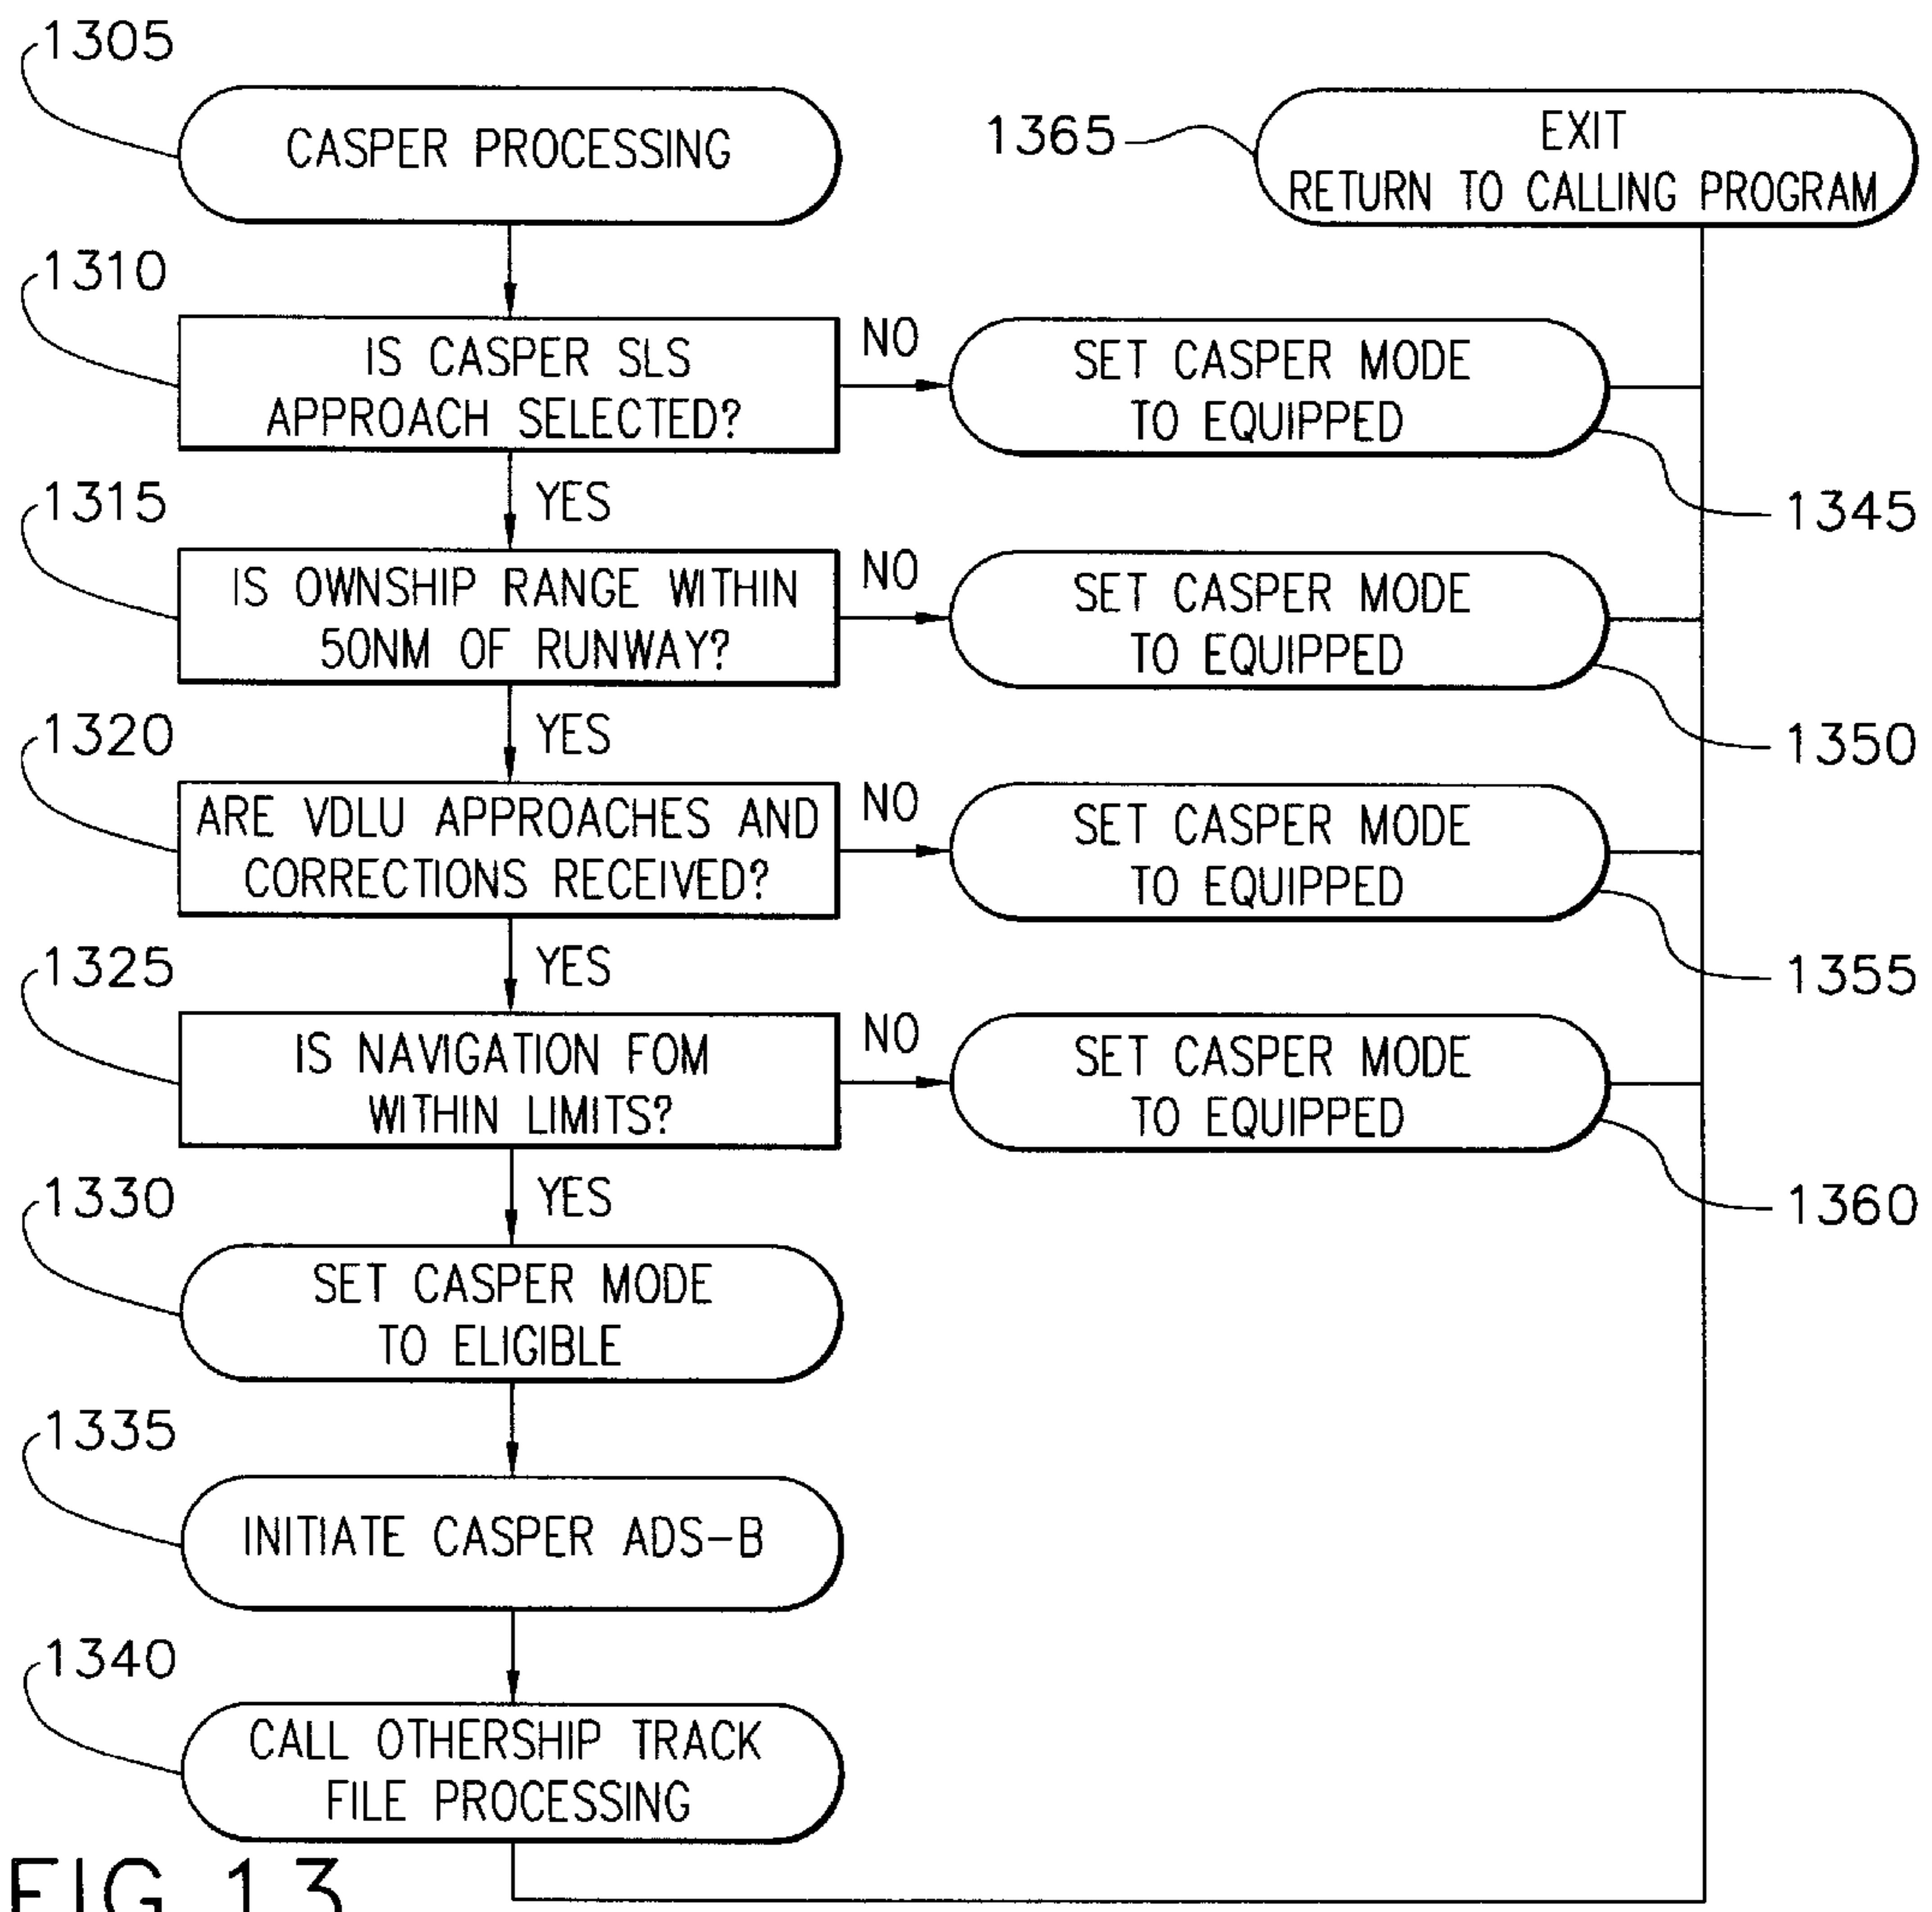 1305
CASPER PROCESSING
1365
EXIT
RETURN TO CALLING PROGRAM
1310
IS CASPER SLS
APPROACH SELECTED?
NO
SET CASPER MODE
TO EQUIPPED
1345
YES
1315
IS OWNSHIP RANGE WITHIN
50NM OF RUNWAY?
NO
SET CASPER MODE
TO EQUIPPED
1350
YES
1320
ARE VDLU APPROACHES AND
CORRECTIONS RECEIVED?
NO
SET CASPER MODE
TO EQUIPPED
1355
YES
1325
IS NAVIGATION FOM
WITHIN LIMITS?
NO
SET CASPER MODE
TO EQUIPPED
1360
YES
1330
SET CASPER MODE
TO ELIGIBLE
1335
INITIATE CASPER ADS-B
1340
CALL OTHERSHIP TRACK
FILE PROCESSING
FIG 13